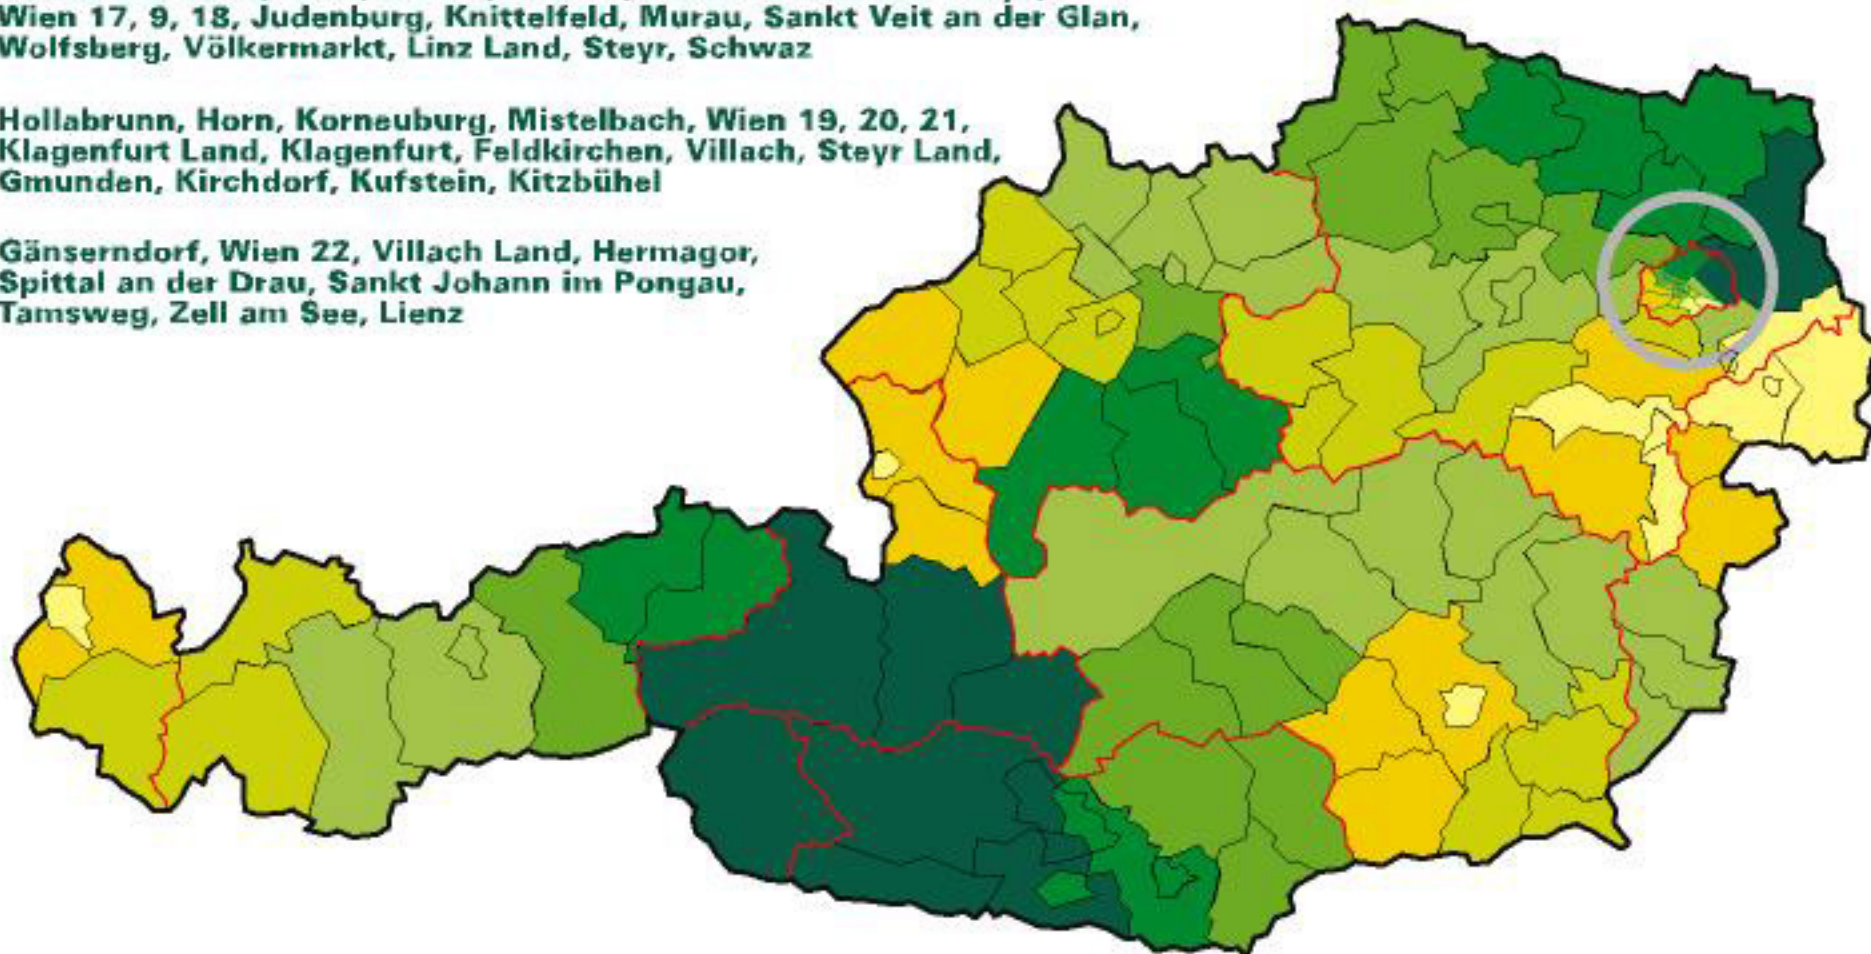 Wien 17, 9, 18, Judenburg, Knittelfeld, Murau, Sankt Veit an der Glan,
Wolfsberg, Völkermarkt, Linz Land, Steyr, Schwaz
Hollabrunn, Horn, Korneuburg, Mistelbach, Wien 19, 20, 21,
Klagenfurt Land, Klagenfurt, Feldkirchen, Villach, Steyr Land,
Gmunden, Kirchdorf, Kufstein, Kitzbühel
Gänserndorf, Wien 22, Villach Land, Hermagor,
Spittal an der Drau, Sankt Johann im Pongau,
Tamsweg, Zell am See, Lienz